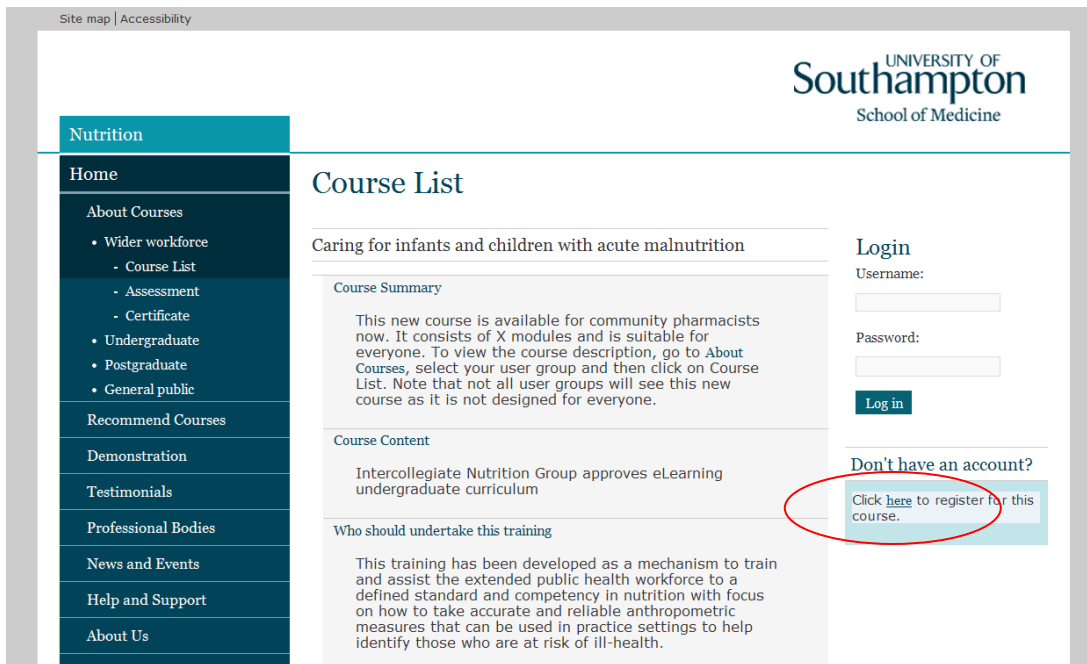 Site map | Accessibility
UNIVERSITY OF
Southampton
School of Medicine
Nutrition
Home
About Courses
• Wider workforce
- Course List
- Assessment
- Certificate
• Undergraduate
• Postgraduate
• General public
Recommend Courses
Demonstration
Testimonials
Professional Bodies
News and Events
Help and Support
About Us
Course List
Caring for infants and children with acute malnutrition
Course Summary
This new course is available for community pharmacists
now. It consists of X modules and is suitable for
everyone. To view the course description, go to About
Courses, select your user group and then click on Course
List. Note that not all user groups will see this new
course as it is not designed for everyone.
Course Content
Intercollegiate Nutrition Group approves eLearning
undergraduate curriculum
Who should undertake this training
This training has been developed as a mechanism to train
and assist the extended public health workforce to a
defined standard and competency in nutrition with focus
on how to take accurate and reliable anthropometric
measures that can be used in practice settings to help
identify those who are at risk of ill-health.
Login
Username:
Password:
Log in
Don't have an account?
Click here to register for this
course.